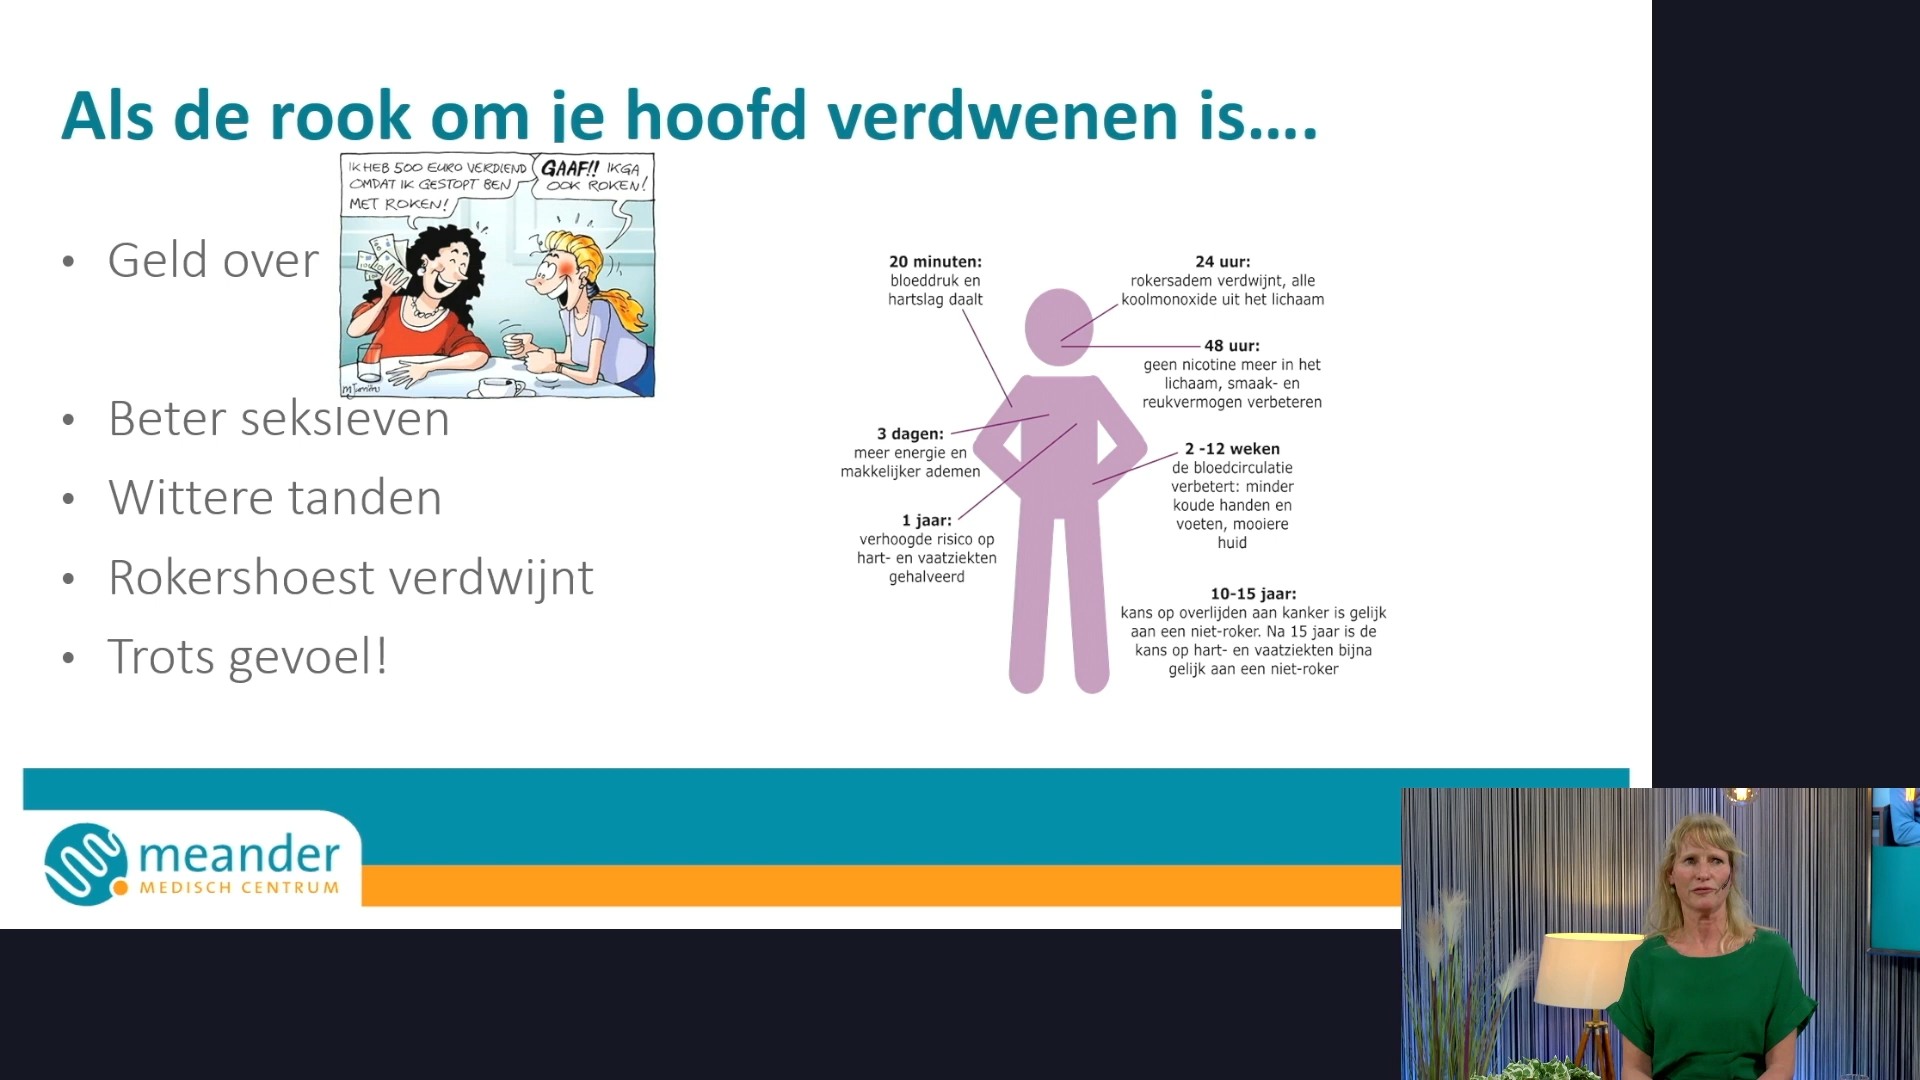 Als de rook om je hoofd verdwenen is....
IK HEB 500 EURO VERDIEND
OMDAT IK GESTOPT BEN
MET ROKEN!
GAAF!! IK GA
OOK ROKEN!
• Geld over
• Beter seksleven
• Wittere tanden
• Rokershoest verdwijnt
• Trots gevoel!
20 minuten:
bloeddruk en
hartslag daalt
24 uur:
rokersadem verdwijnt, alle
koolmonoxide uit het lichaam
48 uur:
geen nicotine meer in het
lichaam, smaak- en
reukvermogen verbeteren
3 dagen:
meer energie en
makkelijker ademen
2 -12 weken
de bloedcirculatie
verbetert: minder
koude handen en
voeten, mooiere
huid
1 jaar:
verhoogde risico op
hart- en vaatziekten
gehalveerd
10-15 jaar:
kans op overlijden aan kanker is gelijk
aan een niet-roker. Na 15 jaar is de
kans op hart- en vaatziekten bijna
gelijk aan een niet-roker
meander
MEDISCH CENTRUM